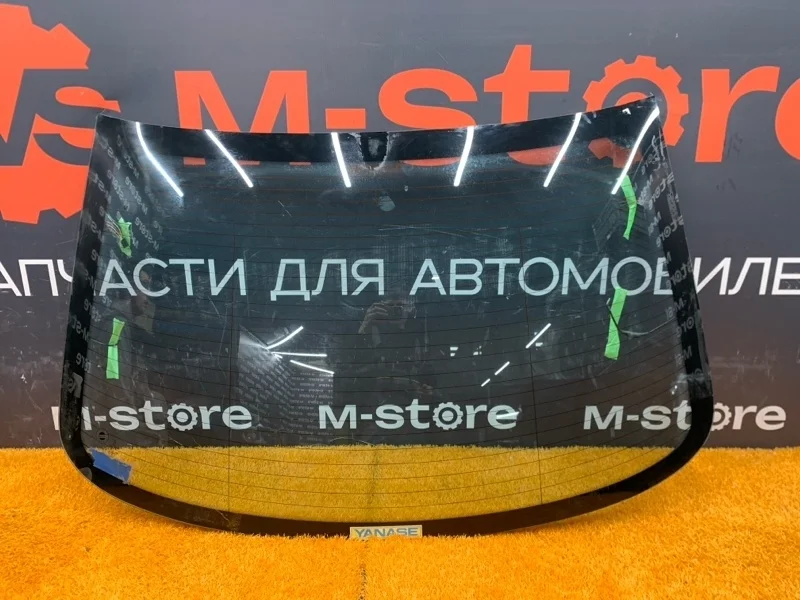 M-store
АПЧАСТИ ДЛЯ АВТОМОБИЛЕ
M-store M-store M-store
YANASE